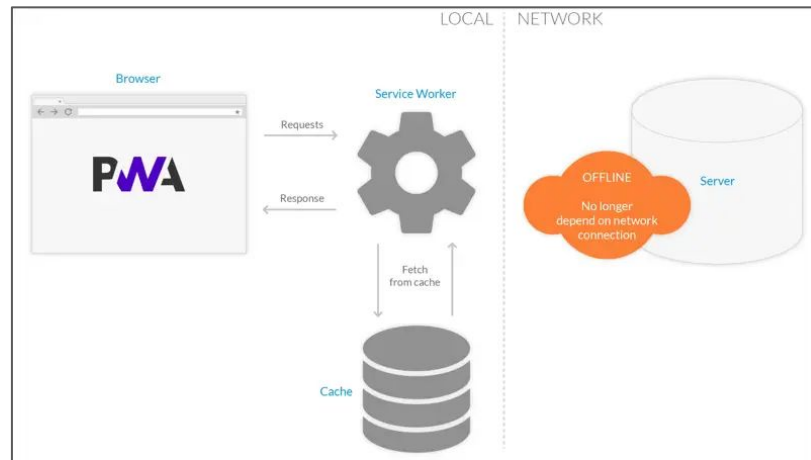 LOCAL
NETWORK
Browser
PWA
Requests
Response
Service Worker
Fetch
from cache
Cache
OFFLINE
No longer
depend on network
connection
Server